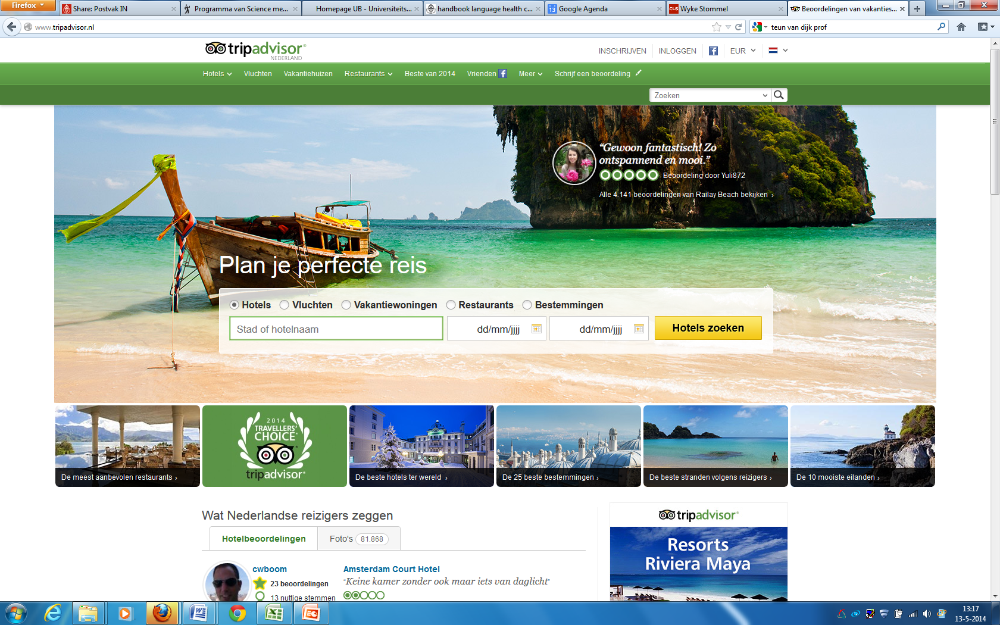 Firefox
Share: Postvak IN
Programma van Science me...
Homepage UB - Universiteits...
handbook language health c...
Google Agenda
Wyke Stommel
Beoordelingen van vakanties...
www.tripadvisor.nl
teun van dijk prof
tripadvisor
NEDERLAND
INSCHRIJVEN
INLOGGEN
EUR
Hotels
Vluchten
Vakantiehuizen
Restaurants
Beste van 2014
Vrienden
Meer
Schrijf een beoordeling
Zoeken
“Gewoon fantastisch! Zo
ontspannend en mooi.”
Beoordeling door Yuli872
Alle 4.141 beoordelingen van Railay Beach bekijken ›
Plan je perfecte reis
Hotels
Vluchten
Vakantiewoningen
Restaurants
Bestemmingen
Stad of hotelnaam
dd/mm/jjjj
dd/mm/jjjj
Hotels zoeken
De meest aanbevolen restaurants ›
2014
TRAVELLERS’
CHOICE
tripadvisor
De beste hotels ter wereld ›
De 25 beste bestemmingen ›
De beste stranden volgens reizigers ›
De 10 mooiste eilanden ›
Wat Nederlandse reizigers zeggen
Hotelbeoordelingen
Foto's 81.868
cwboom
23 beoordelingen
13 nuttige stemmen
Amsterdam Court Hotel
“Keine kamer zonder ook maar iets van daglicht”
tripadvisor
Resorts
Riviera Maya
13:17
13-5-2014